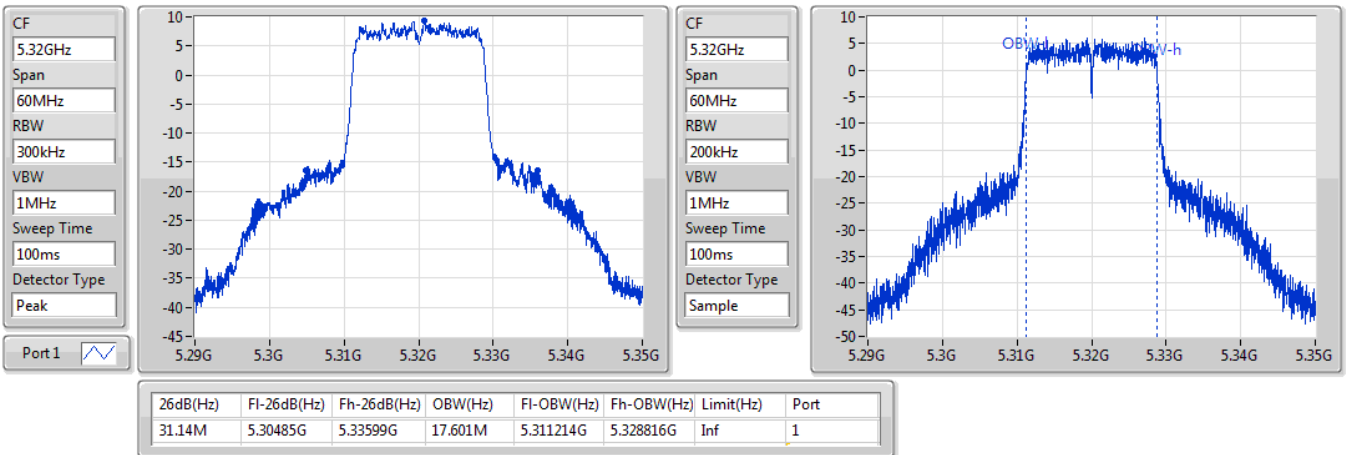 CF
5.32GHz
Span
60MHz
RBW
300kHz
VBW
1MHz
Sweep Time
100ms
Detector Type
Peak
Port 1
10
5
0
-5
-10
-15
-20
-25
-30
-35
-40
-45
5.29G 5.3G 5.31G 5.32G 5.33G 5.34G 5.35G
CF
5.32GHz
Span
60MHz
RBW
200kHz
VBW
1MHz
Sweep Time
100ms
Detector Type
Sample
10
5
0
-5
-10
-15
-20
-25
-30
-35
-40
-45
-50
5.29G 5.3G 5.31G 5.32G 5.33G 5.34G 5.35G
26dB(Hz) Fl-26dB(Hz) Fh-26dB(Hz) OBW(Hz) Fl-OBW(Hz) Fh-OBW(Hz) Limit(Hz) Port
31.14M 5.30485G 5.33599G 17.601M 5.311214G 5.328816G Inf 1